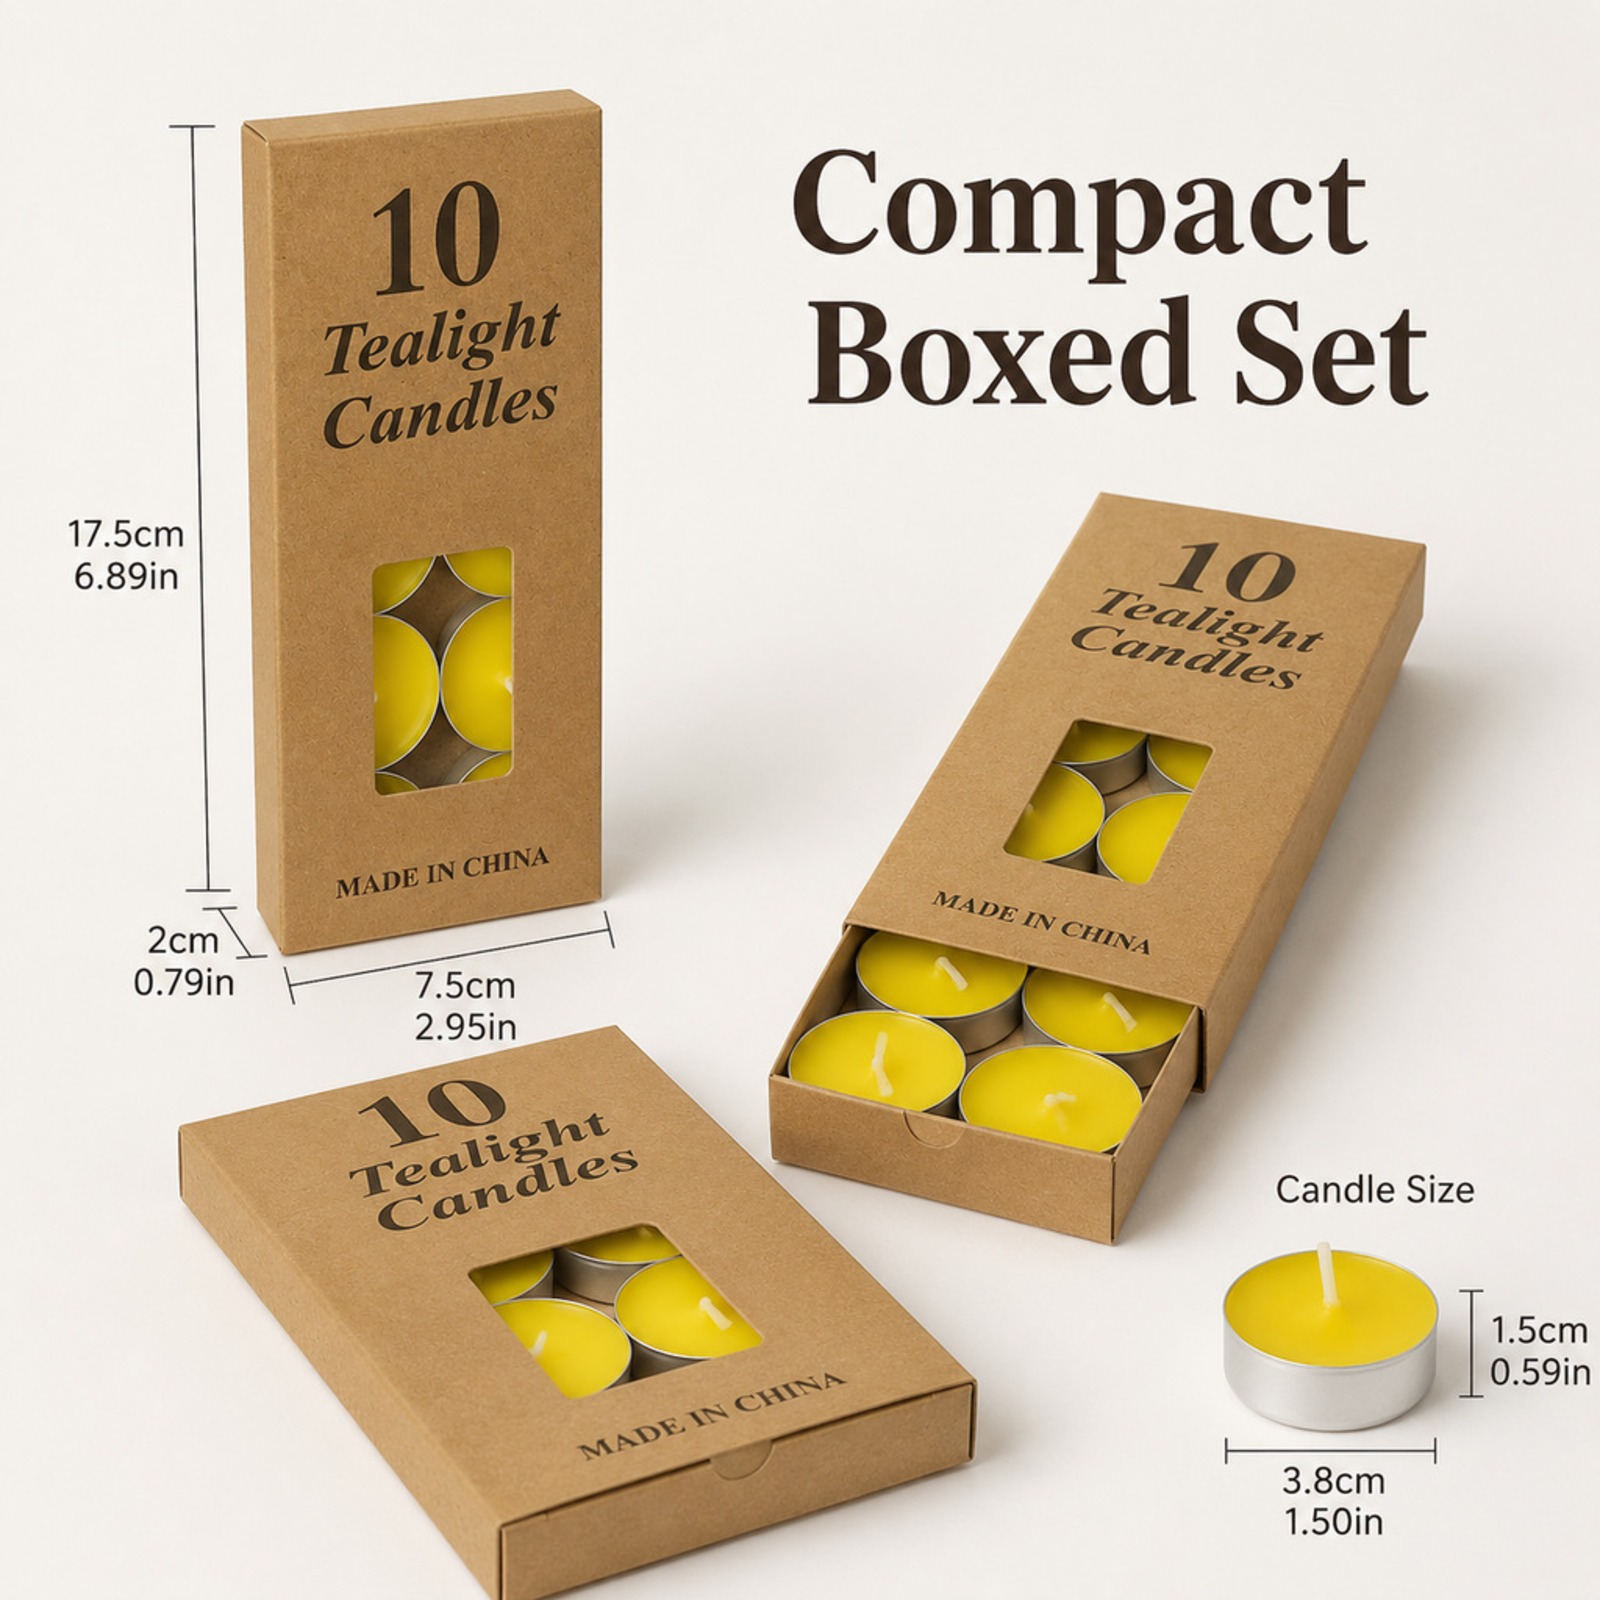 Compact
Boxed Set
10
Tealight
Candles
MADE IN CHINA
17.5cm
6.89in
2cm
0.79in
7.5cm
2.95in
10
Tealight
Candles
MADE IN CHINA
10
Tealight
Candles
MADE IN CHINA
Candle Size
1.5cm
0.59in
3.8cm
1.50in